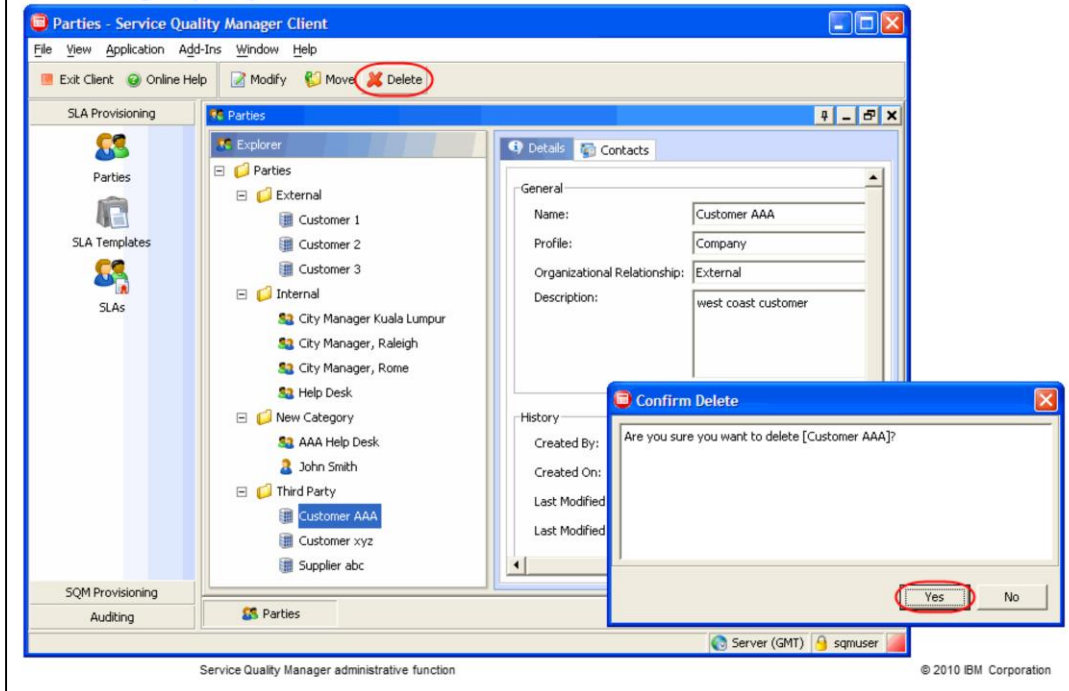 Parties - Service Quality Manager Client
File View Application Add-Ins Window Help
Exit Client Online Help Modify Move Delete
SLA Provisioning
Parties
SLA Templates
SLAs
SQM Provisioning
Auditing
Parties
Explorer
Parties
External
Customer 1
Customer 2
Customer 3
Internal
City Manager Kuala Lumpur
City Manager, Raleigh
City Manager, Rome
Help Desk
New Category
AAA Help Desk
John Smith
Third Party
Customer AAA
Customer xyz
Supplier abc
Details Contacts
General
Name: Customer AAA
Profile: Company
Organizational Relationship: External
Description: west coast customer
History
Created By:
Created On:
Last Modified
Last Modified
Confirm Delete
Are you sure you want to delete [Customer AAA]?
Yes No
Parties
Server (GMT) sqmuser
Service Quality Manager administrative function © 2010 IBM Corporation